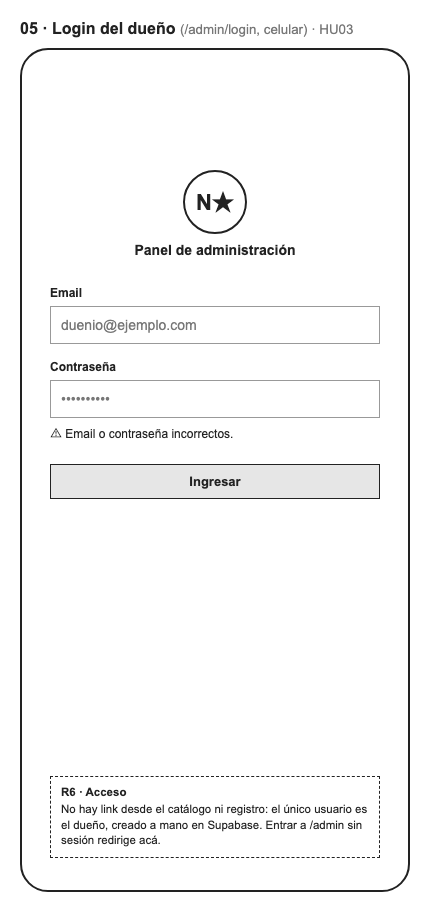 05 · Login del dueño (/admin/login, celular) · HU03
N★
Panel de administración
Email
duenio@ejemplo.com
Contraseña
••••••••••
⚠ Email o contraseña incorrectos.
Ingresar
R6 · Acceso
No hay link desde el catálogo ni registro: el único usuario es
el dueño, creado a mano en Supabase. Entrar a /admin sin
sesión redirige acá.